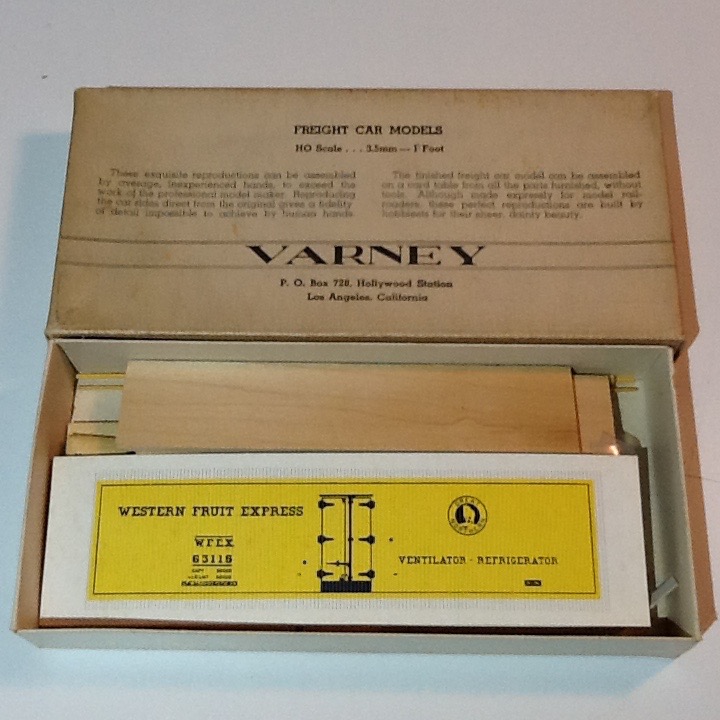 FREIGHT CAR MODELS
HO Scale . . . 3.5mm — 1 Foot
These exquisite reproductions can be assembled
by average, inexperienced hands, to exceed the
work of the professional model maker. Reproducing
the car sides direct from the original gives a fidelity
of detail impossible to achieve by human hands.
The finished freight car model can be assembled
on a card table from all the parts furnished, without
tools. Although made expressly for model rail-
roaders, these perfect reproductions are built by
hobbiests for their sheer, dainty beauty.
VARNEY
P. O. Box 728, Hollywood Station
Los Angeles, California
WESTERN FRUIT EXPRESS
WFEX
63116
GREAT
NORTHERN
VENTILATOR - REFRIGERATOR